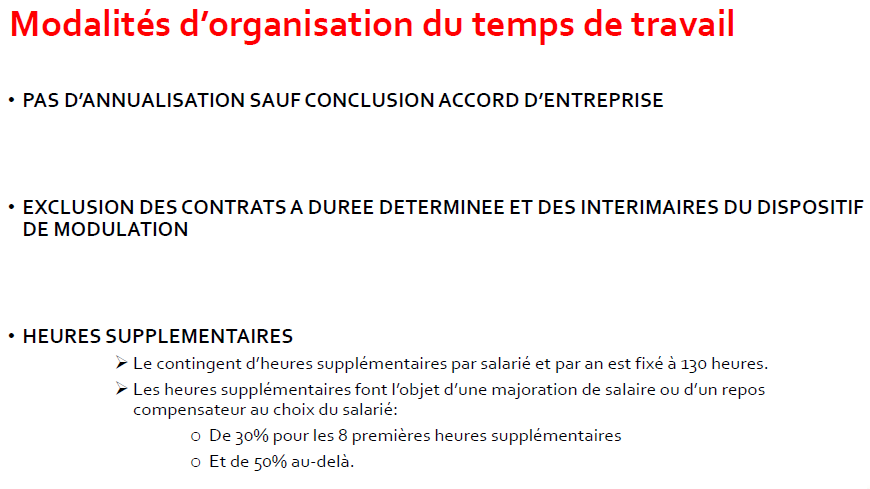 Modalités d’organisation du temps de travail
• PAS D’ANNUALISATION SAUF CONCLUSION ACCORD D’ENTREPRISE
• EXCLUSION DES CONTRATS A DUREE DETERMINEE ET DES INTERIMAIRES DU DISPOSITIF
DE MODULATION
• HEURES SUPPLEMENTAIRES
➢ Le contingent d’heures supplémentaires par salarié et par an est fixé à 130 heures.
➢ Les heures supplémentaires font l’objet d’une majoration de salaire ou d’un repos
compensateur au choix du salarié:
o De 30% pour les 8 premières heures supplémentaires
o Et de 50% au-delà.